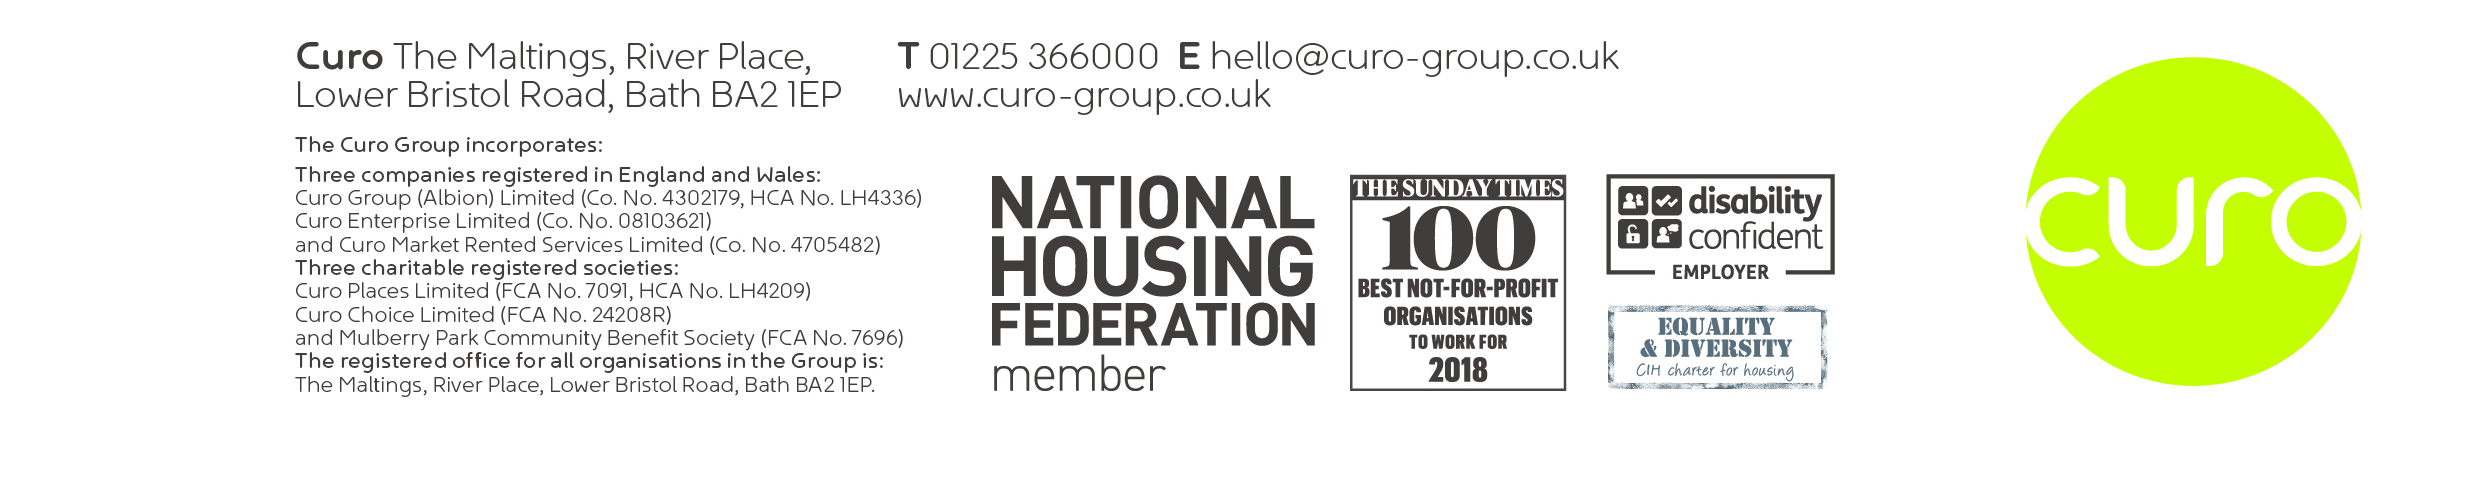 Curo The Maltings, River Place,
Lower Bristol Road, Bath BA2 1EP
T 01225 366000 E hello@curo-group.co.uk
www.curo-group.co.uk
The Curo Group incorporates:
Three companies registered in England and Wales:
Curo Group (Albion) Limited (Co. No. 4302179, HCA No. LH4336)
Curo Enterprise Limited (Co. No. 08103621)
and Curo Market Rented Services Limited (Co. No. 4705482)
Three charitable registered societies:
Curo Places Limited (FCA No. 7091, HCA No. LH4209)
Curo Choice Limited (FCA No. 24208R)
and Mulberry Park Community Benefit Society (FCA No. 7696)
The registered office for all organisations in the Group is:
The Maltings, River Place, Lower Bristol Road, Bath BA2 1EP.
NATIONAL
HOUSING
FEDERATION
member
THE SUNDAY TIMES
100
BEST NOT-FOR-PROFIT
ORGANISATIONS
TO WORK FOR
2018
disability
confident
EMPLOYER
EQUALITY
& DIVERSITY
CIH charter for housing
curo